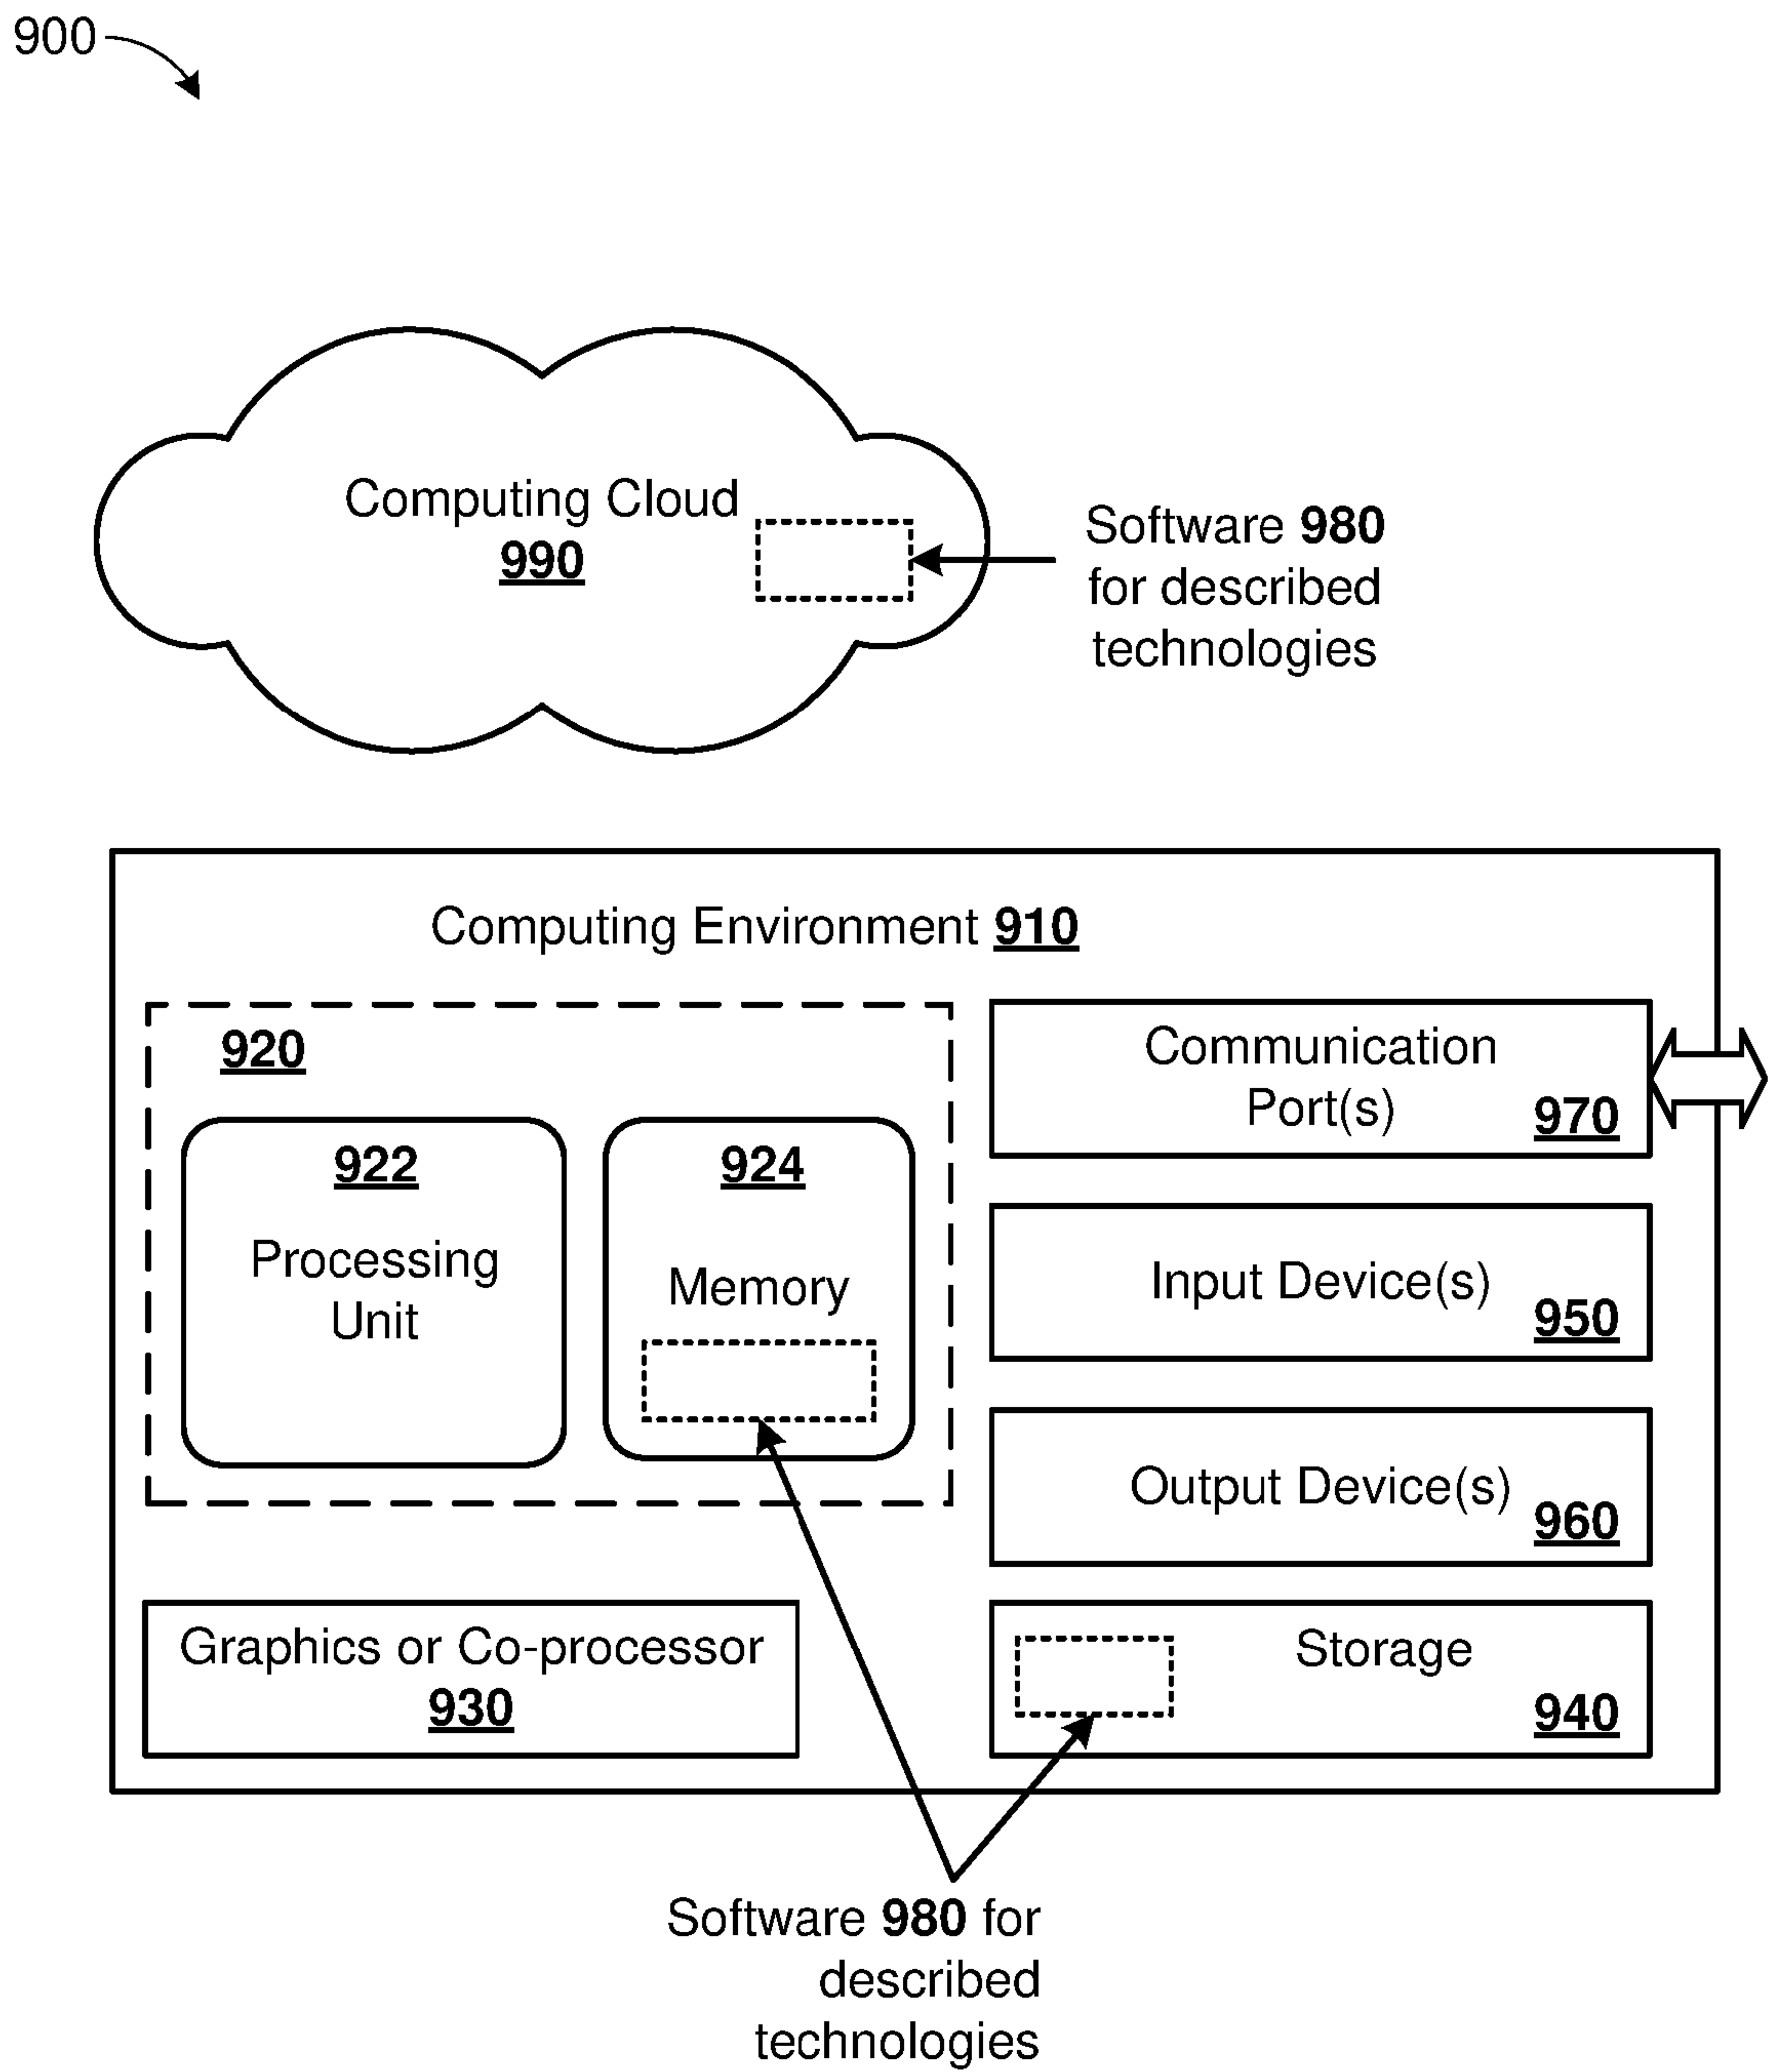 900
Computing Cloud
990
Software 980
for described
technologies
Computing Environment 910
920
922
Processing
Unit
924
Memory
Communication
Port(s)
970
Input Device(s)
950
Output Device(s)
960
Graphics or Co-processor
930
Storage
940
Software 980 for
described
technologies